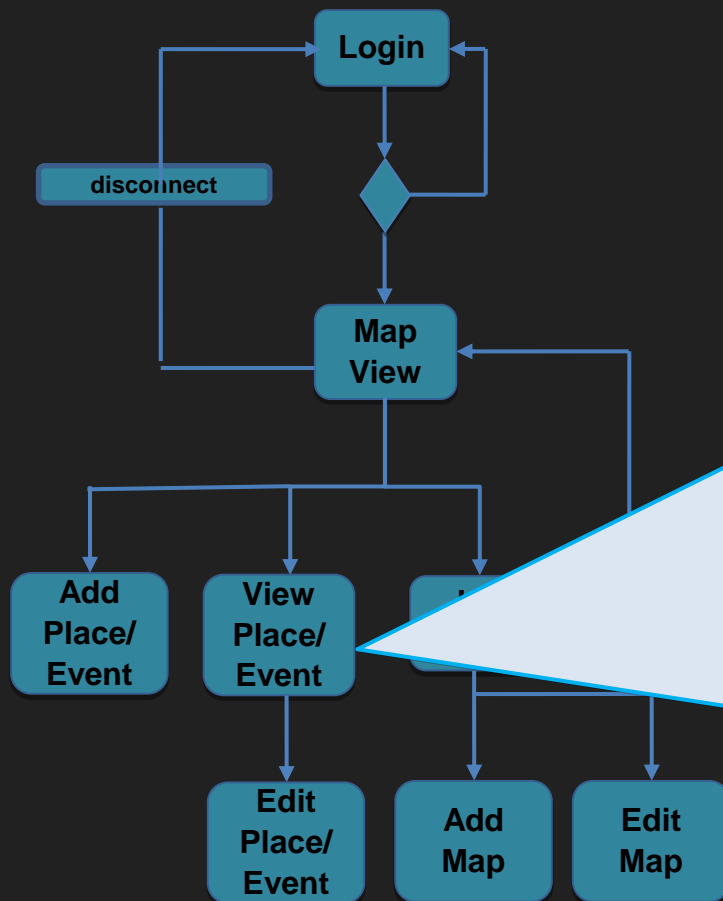 Login
disconnect
Map
View
Add
Place/
Event
View
Place/
Event
Edit
Place/
Event
Add
Map
Edit
Map